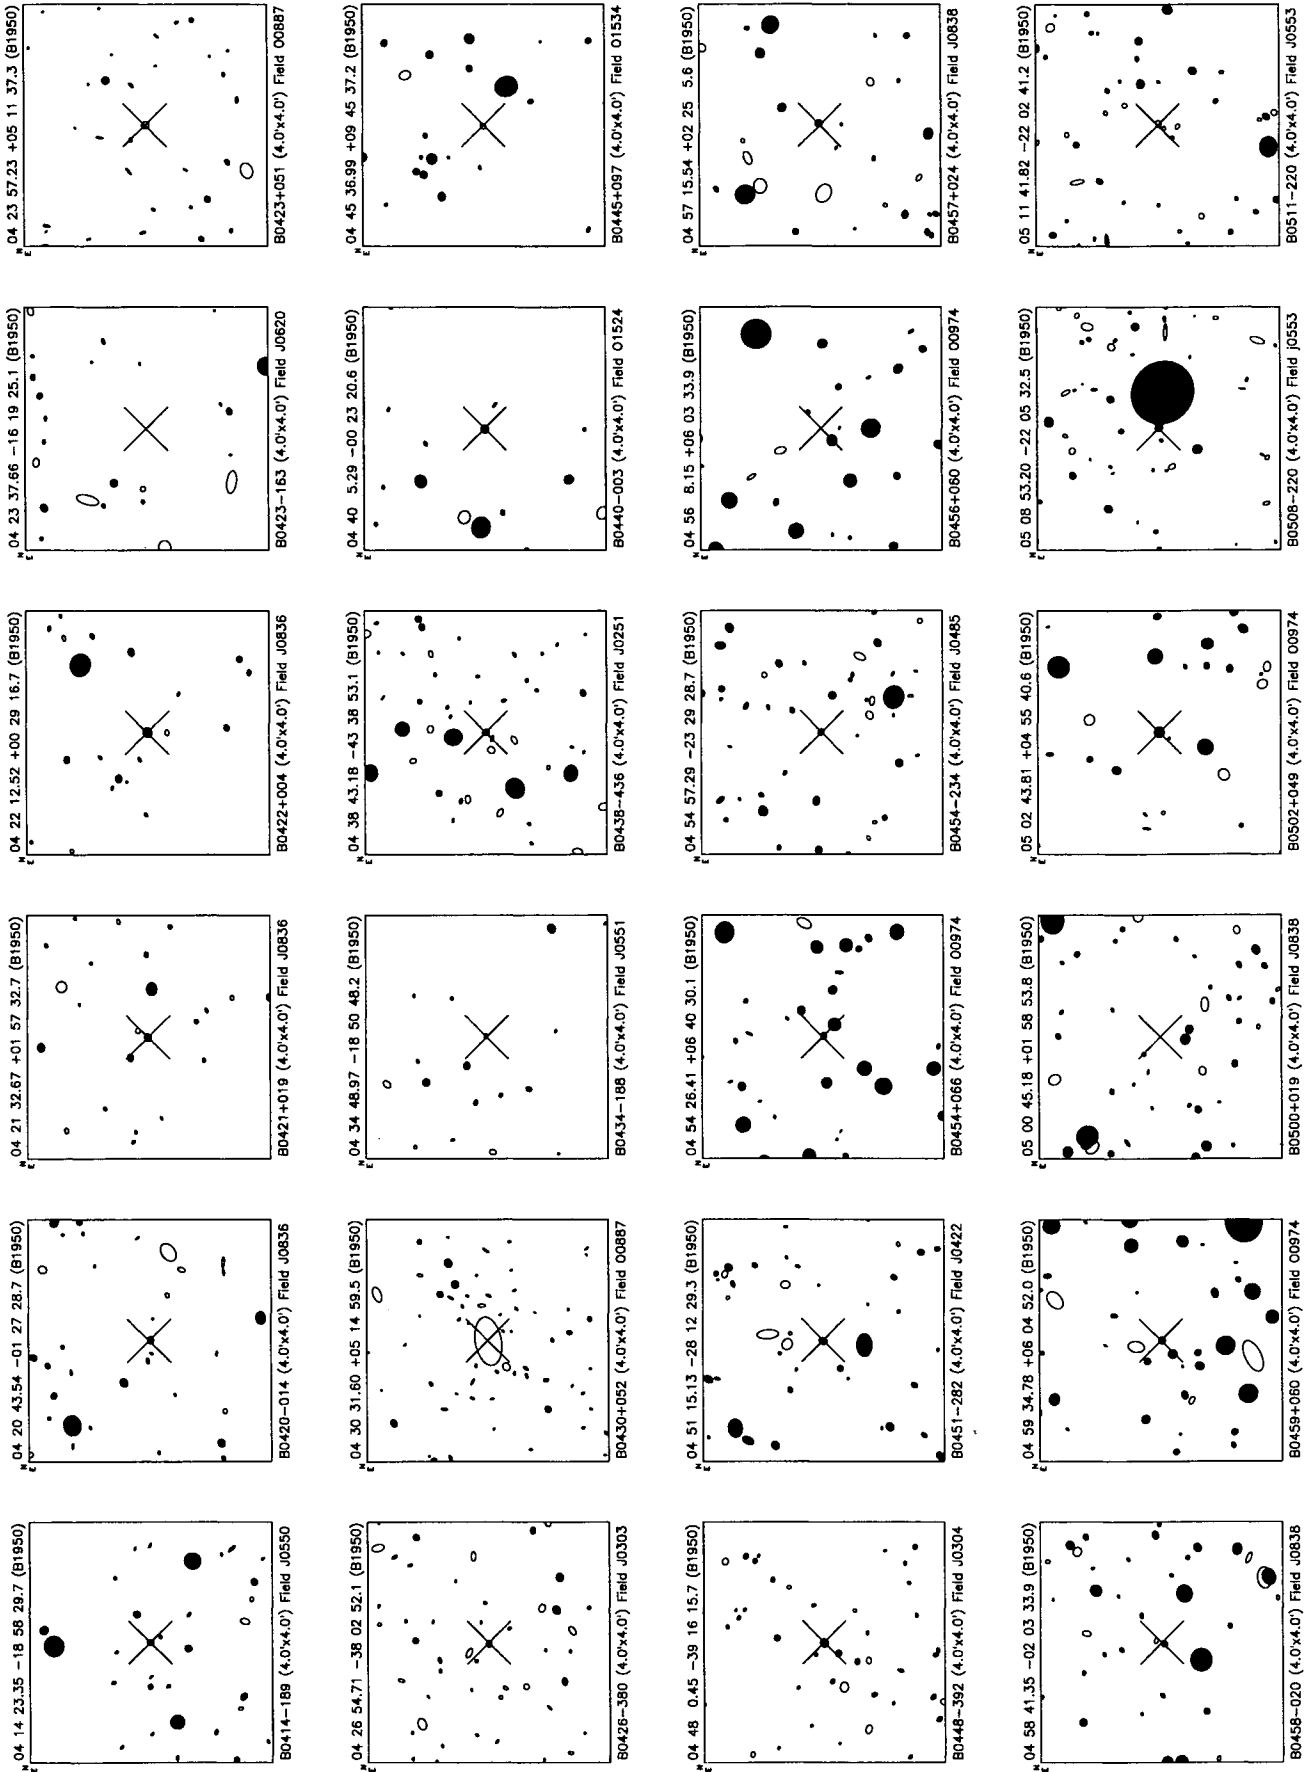 04 14 23.35 -18 58 29.7 (B1950)
N
E
B0414-189 (4.0'x4.0') Field J0550
04 20 43.54 -01 27 28.7 (B1950)
N
E
B0420-014 (4.0'x4.0') Field J0836
04 21 32.67 +01 57 32.7 (B1950)
N
E
B0421+019 (4.0'x4.0') Field J0836
04 22 12.52 +00 29 16.7 (B1950)
N
E
B0422+004 (4.0'x4.0') Field J0836
04 23 37.66 -16 19 25.1 (B1950)
N
E
B0423-163 (4.0'x4.0') Field J0620
04 23 57.23 +05 11 37.3 (B1950)
N
E
B0423+051 (4.0'x4.0') Field O0887
04 26 54.71 -38 02 52.1 (B1950)
N
E
B0426-380 (4.0'x4.0') Field J0303
04 30 31.60 +05 14 59.5 (B1950)
N
E
B0430+052 (4.0'x4.0') Field O0887
04 34 48.97 -18 50 48.2 (B1950)
N
E
B0434-188 (4.0'x4.0') Field J0551
04 38 43.18 -43 38 53.1 (B1950)
N
E
B0438-436 (4.0'x4.0') Field J0251
04 40 5.29 -00 23 20.6 (B1950)
N
E
B0440-003 (4.0'x4.0') Field O1524
04 45 36.99 +09 45 37.2 (B1950)
N
E
B0445+097 (4.0'x4.0') Field O1534
04 48 0.45 -39 16 15.7 (B1950)
N
E
B0448-392 (4.0'x4.0') Field J0304
04 51 15.13 -28 12 29.3 (B1950)
N
E
B0451-282 (4.0'x4.0') Field J0422
04 54 26.41 +06 40 30.1 (B1950)
N
E
B0454+066 (4.0'x4.0') Field O0974
04 54 57.29 -23 29 28.7 (B1950)
N
E
B0454-234 (4.0'x4.0') Field J0485
04 56 8.15 +06 03 33.9 (B1950)
N
E
B0456+060 (4.0'x4.0') Field O0974
04 57 15.54 +02 25 5.6 (B1950)
N
E
B0457+024 (4.0'x4.0') Field J0838
04 58 41.35 -02 03 33.9 (B1950)
N
E
B0458-020 (4.0'x4.0') Field J0838
04 59 34.78 +06 04 52.0 (B1950)
N
E
B0459+060 (4.0'x4.0') Field O0974
05 00 45.18 +01 58 53.8 (B1950)
N
E
B0500+019 (4.0'x4.0') Field J0838
05 02 43.81 +04 55 40.6 (B1950)
N
E
B0502+049 (4.0'x4.0') Field O0974
05 08 53.20 -22 05 32.5 (B1950)
N
E
B0508-220 (4.0'x4.0') Field j0553
05 11 41.82 -22 02 41.2 (B1950)
N
E
B0511-220 (4.0'x4.0') Field J0553